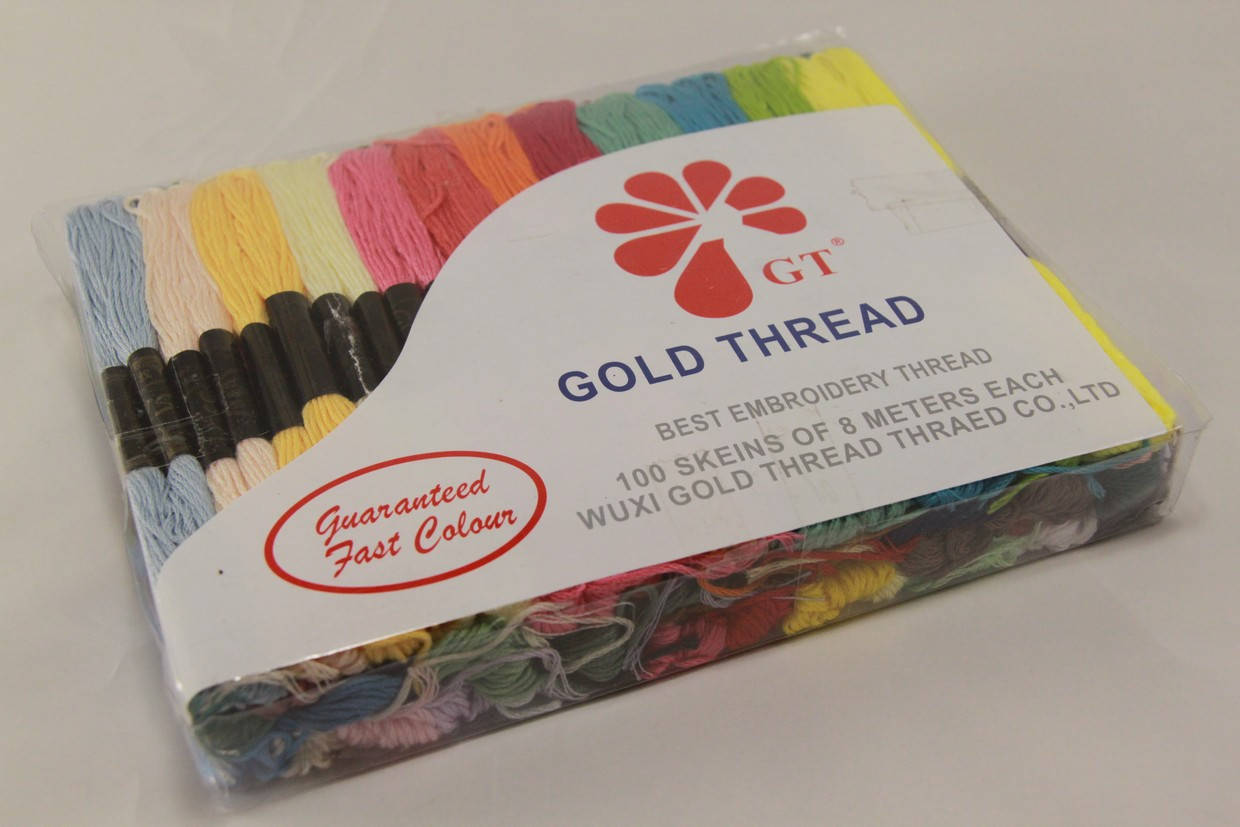 GT®
GOLD THREAD
BEST EMBROIDERY THREAD
100 SKEINS OF 8 METERS EACH
WUXI GOLD THREAD THRAED CO.,LTD
Guaranteed
Fast Colour